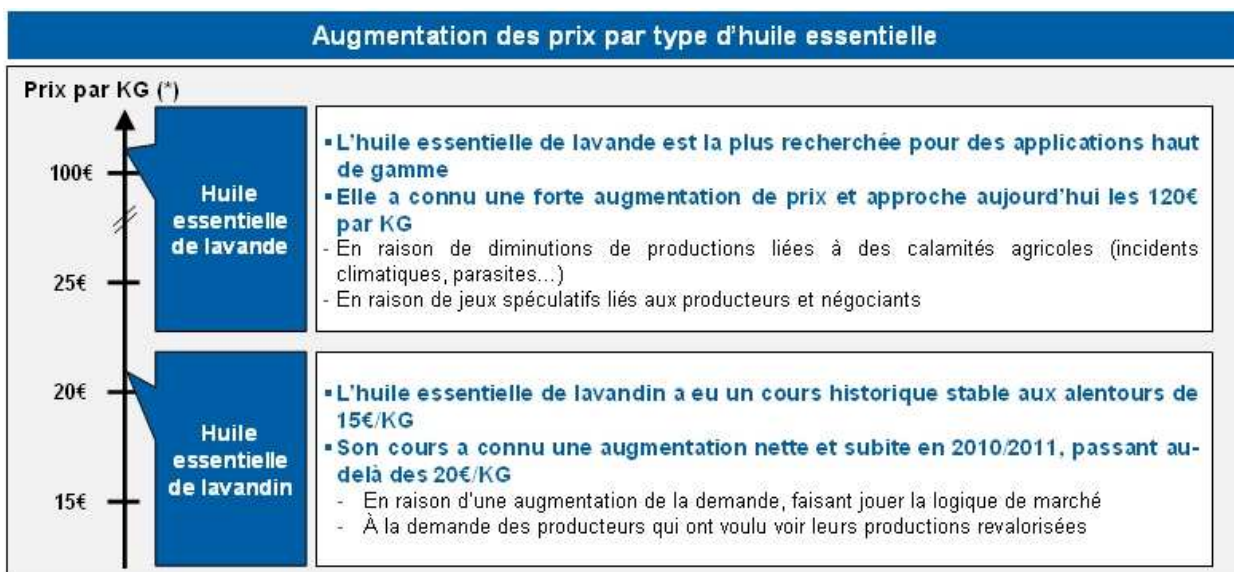 Augmentation des prix par type d'huile essentielle
Prix par KG (*)
100€
25€
20€
15€
Huile
essentielle
de lavande
▪ L'huile essentielle de lavande est la plus recherchée pour des applications haut
de gamme
▪ Elle a connu une forte augmentation de prix et approche aujourd'hui les 120€
par KG
- En raison de diminutions de productions liées à des calamités agricoles (incidents
climatiques, parasites...)
- En raison de jeux spéculatifs liés aux producteurs et négociants
Huile
essentielle
de lavandin
▪ L'huile essentielle de lavandin a eu un cours historique stable aux alentours de
15€/KG
▪ Son cours a connu une augmentation nette et subite en 2010/2011, passant au-
delà des 20€/KG
- En raison d'une augmentation de la demande, faisant jouer la logique de marché
- À la demande des producteurs qui ont voulu voir leurs productions revalorisées